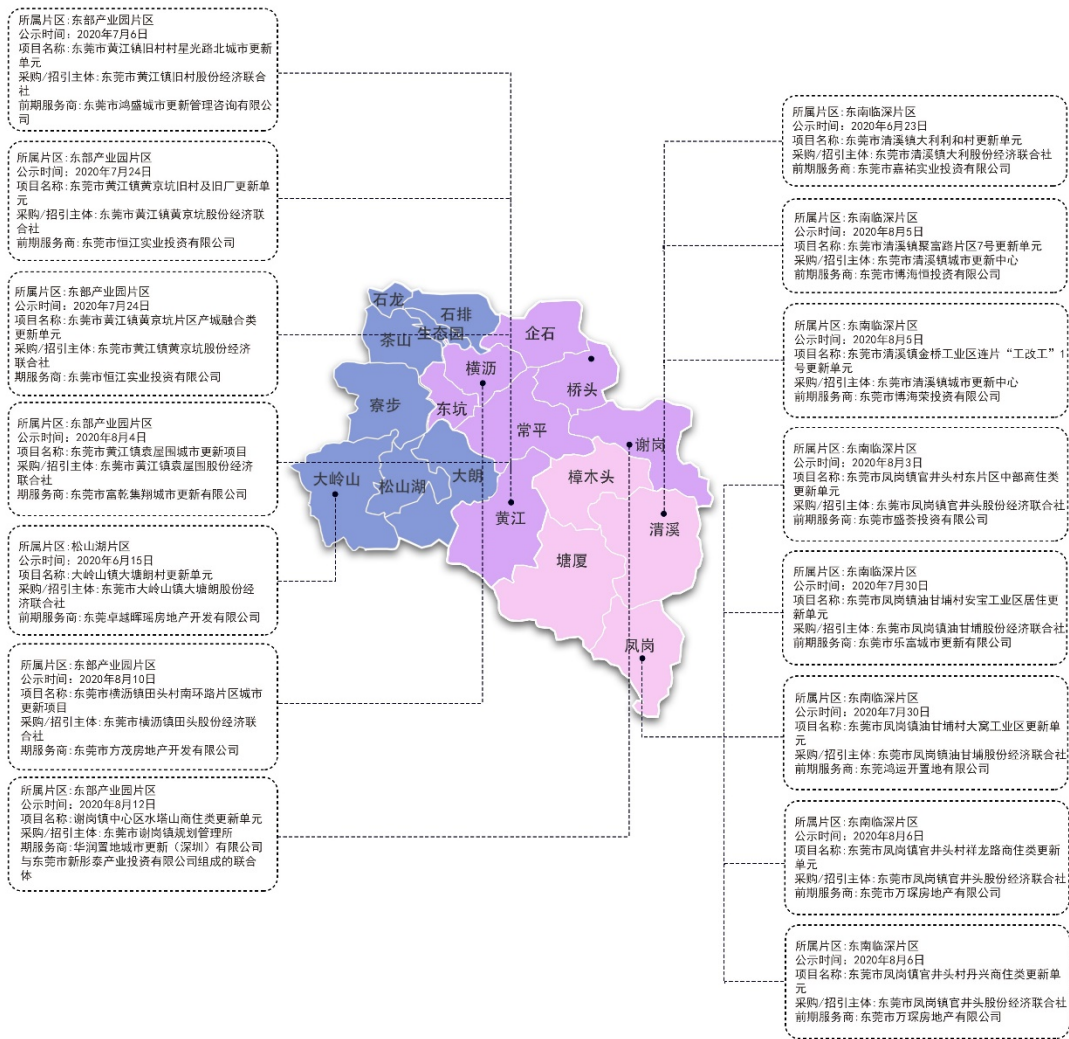 所属片区:东部产业园片区
公示时间：2020年7月6日
项目名称:东莞市黄江镇旧村村星光路北城市更新
单元
采购/招引主体:东莞市黄江镇旧村股份经济联合
社
前期服务商:东莞市鸿盛城市更新管理咨询有限公
司
所属片区:东部产业园片区
公示时间：2020年7月24日
项目名称:东莞市黄江镇黄京坑旧村及旧厂更新单
元
采购/招引主体:东莞市黄江镇黄京坑股份经济联
合社
前期服务商:东莞市恒江实业投资有限公司
所属片区:东部产业园片区
公示时间：2020年7月24日
项目名称:东莞市黄江镇黄京坑片区产城融合类
更新单元
采购/招引主体:东莞市黄江镇黄京坑股份经济
联合社
期服务商:东莞市恒江实业投资有限公司
所属片区:东部产业园片区
公示时间：2020年8月4日
项目名称:东莞市黄江镇袁屋围城市更新项目
采购/招引主体:东莞市黄江镇袁屋围股份经济
联合社
期服务商:东莞市富乾集翔城市更新有限公司
所属片区:松山湖片区
公示时间：2020年6月15日
项目名称:大岭山镇大塘朗村更新单元
采购/招引主体:东莞市大岭山镇大塘朗股份经
济联合社
前期服务商:东莞卓越晖瑶房地产开发有限公司
所属片区:东部产业园片区
公示时间：2020年8月10日
项目名称:东莞市横沥镇田头村南环路片区城市
更新项目
采购/招引主体:东莞市横沥镇田头股份经济联
合社
期服务商:东莞市方茂房地产开发有限公司
所属片区:东部产业园片区
公示时间：2020年8月12日
项目名称:谢岗镇中心区水塔山商住类更新单元
采购/招引主体:东莞市谢岗镇规划管理所
期服务商:华润置地城市更新（深圳）有限公司
与东莞市新彤泰产业投资有限公司组成的联合
体
石龙
石排
生态园
茶山
企石
横沥
桥头
寮步
东坑
常平
谢岗
大岭山
松山湖
大朗
樟木头
黄江
清溪
塘厦
凤岗
所属片区:东南临深片区
公示时间：2020年6月23日
项目名称:东莞市清溪镇大利利和村更新单元
采购/招引主体:东莞市清溪镇大利股份经济联合社
前期服务商:东莞市嘉祐实业投资有限公司
所属片区:东南临深片区
公示时间：2020年8月5日
项目名称:东莞市清溪镇聚富路片区7号更新单元
采购/招引主体:东莞市清溪镇城市更新中心
前期服务商:东莞市博海恒投资有限公司
所属片区:东南临深片区
公示时间：2020年8月5日
项目名称:东莞市清溪镇金桥工业区连片“工改工”1
号更新单元
采购/招引主体:东莞市清溪镇城市更新中心
前期服务商:东莞市博海荣投资有限公司
所属片区:东南临深片区
公示时间：2020年8月3日
项目名称:东莞市凤岗镇官井头村东片区中部商住类
更新单元
采购/招引主体:东莞市凤岗镇官井头股份经济联合社
前期服务商:东莞市盛荟投资有限公司
所属片区:东南临深片区
公示时间：2020年7月30日
项目名称:东莞市凤岗镇油甘埔村安宝工业区居住更
新单元
采购/招引主体:东莞市凤岗镇油甘埔股份经济联合社
前期服务商:东莞市乐富城市更新有限公司
所属片区:东南临深片区
公示时间：2020年7月30日
项目名称:东莞市凤岗镇油甘埔村大窝工业区更新单
元
采购/招引主体:东莞市凤岗镇油甘埔股份经济联合社
前期服务商:东莞鸿运开置地有限公司
所属片区:东南临深片区
公示时间：2020年8月6日
项目名称:东莞市凤岗镇官井头村祥龙路商住类更新
单元
采购/招引主体:东莞市凤岗镇官井头股份经济联合社
前期服务商:东莞市万琛房地产有限公司
所属片区:东南临深片区
公示时间：2020年8月6日
项目名称:东莞市凤岗镇官井头村丹兴商住类更新单
元
采购/招引主体:东莞市凤岗镇官井头股份经济联合社
前期服务商:东莞市万琛房地产有限公司